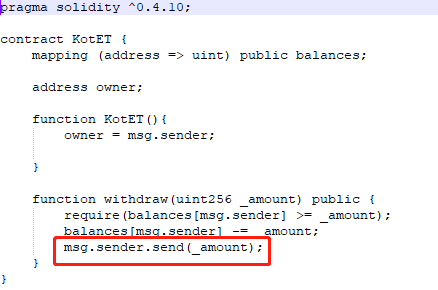 pragma solidity ^0.4.10;
contract KotET {
mapping (address => uint) public balances;
address owner;
function KotET(){
owner = msg.sender;
}
function withdraw(uint256 _amount) public {
require(balances[msg.sender] >= _amount);
balances[msg.sender] -= _amount;
msg.sender.send(_amount);
}
}